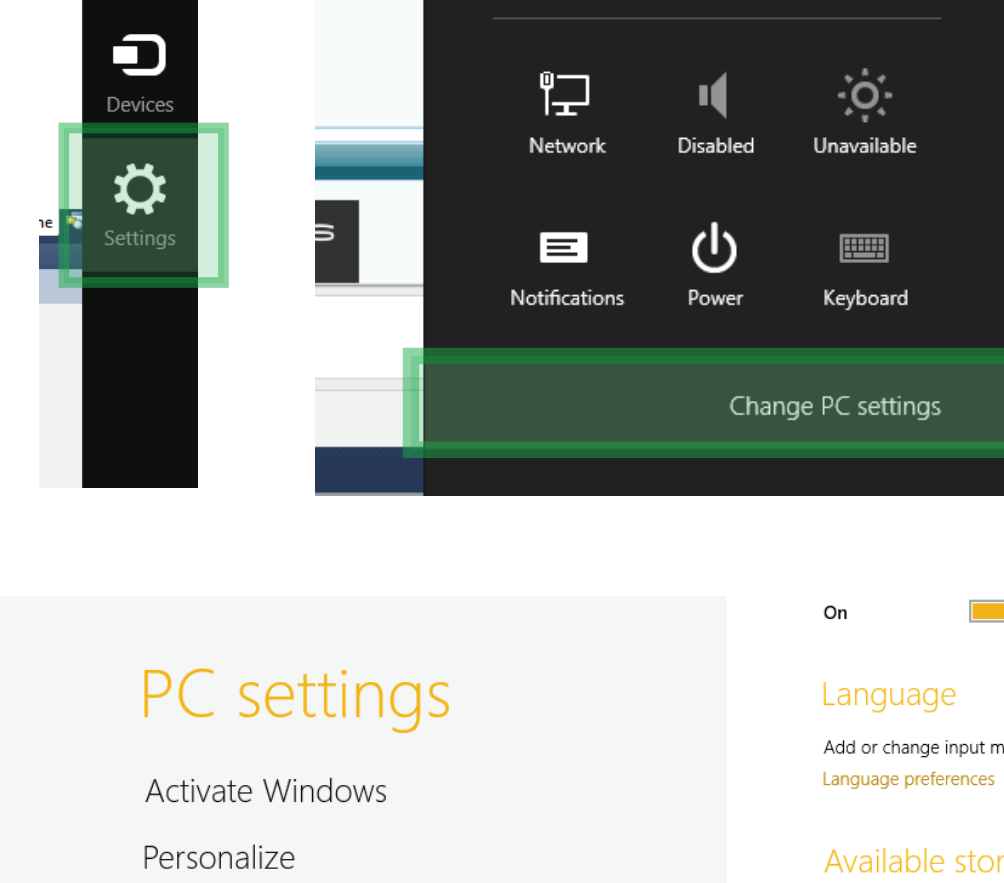 Devices
Settings
Network
Disabled
Unavailable
Notifications
Power
Keyboard
Change PC settings
PC settings
Activate Windows
Personalize
On
Language
Add or change input m
Language preferences
Available stor